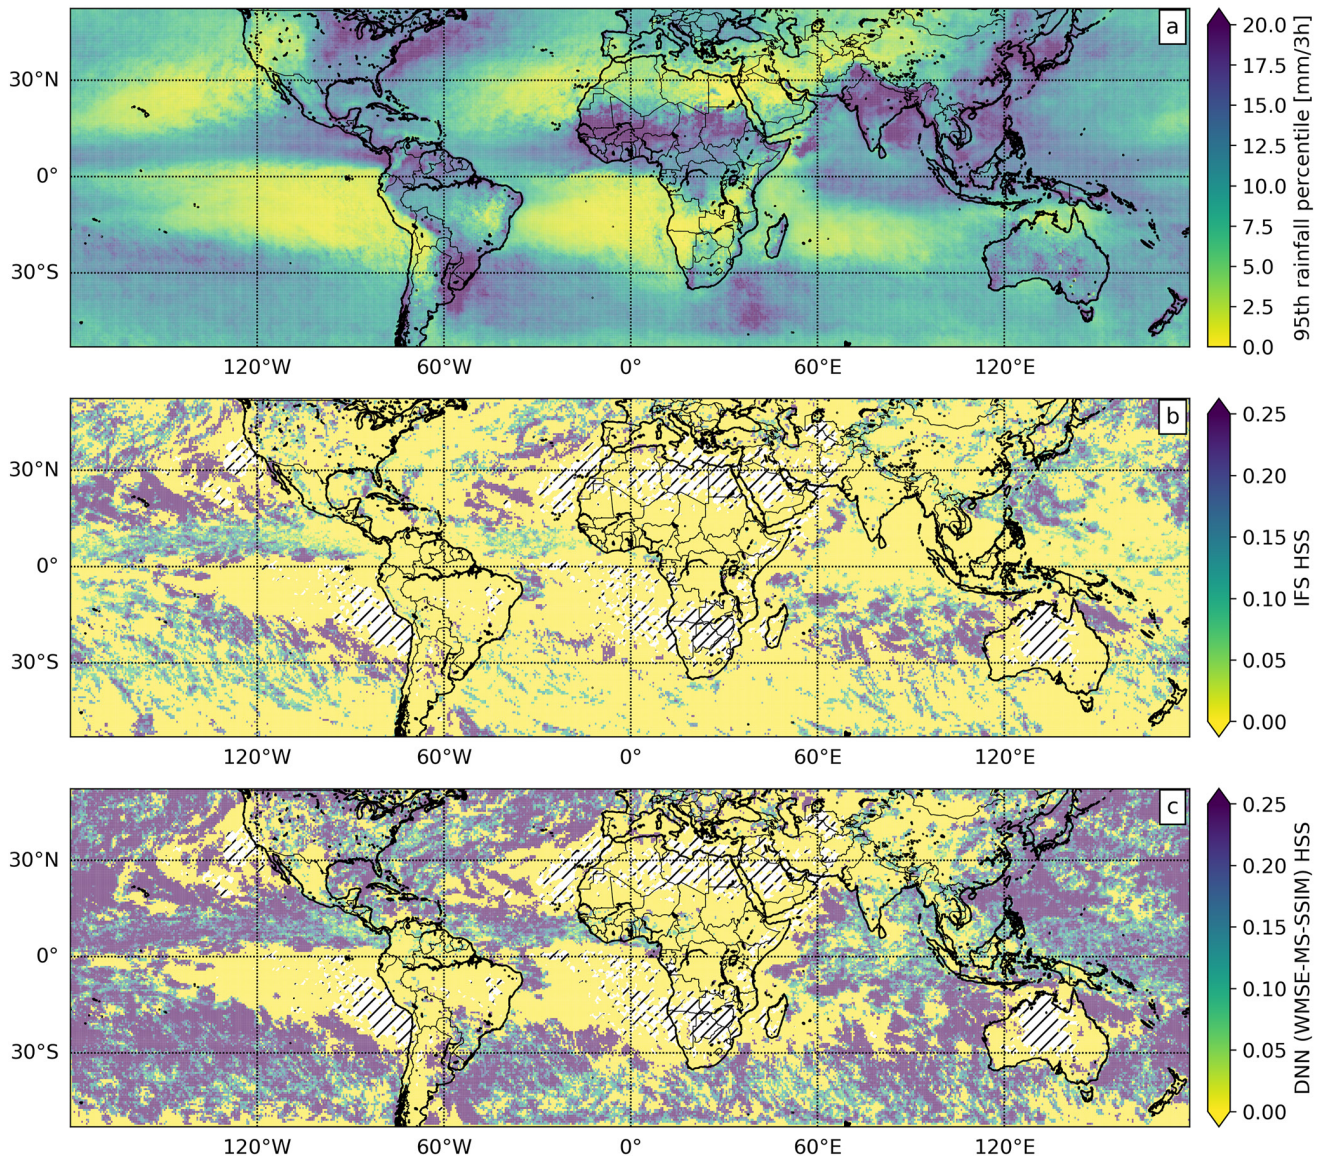 a
30°N
0°
30°S
120°W 60°W 0° 60°E 120°E
20.0
17.5
15.0
12.5
10.0
7.5
5.0
2.5
0.0
95th rainfall percentile [mm/3h]
b
30°N
0°
30°S
120°W 60°W 0° 60°E 120°E
0.25
0.20
0.15
0.10
0.05
0.00
IFS HSS
c
30°N
0°
30°S
120°W 60°W 0° 60°E 120°E
0.25
0.20
0.15
0.10
0.05
0.00
DNN (WMSE-MS-SSIM) HSS